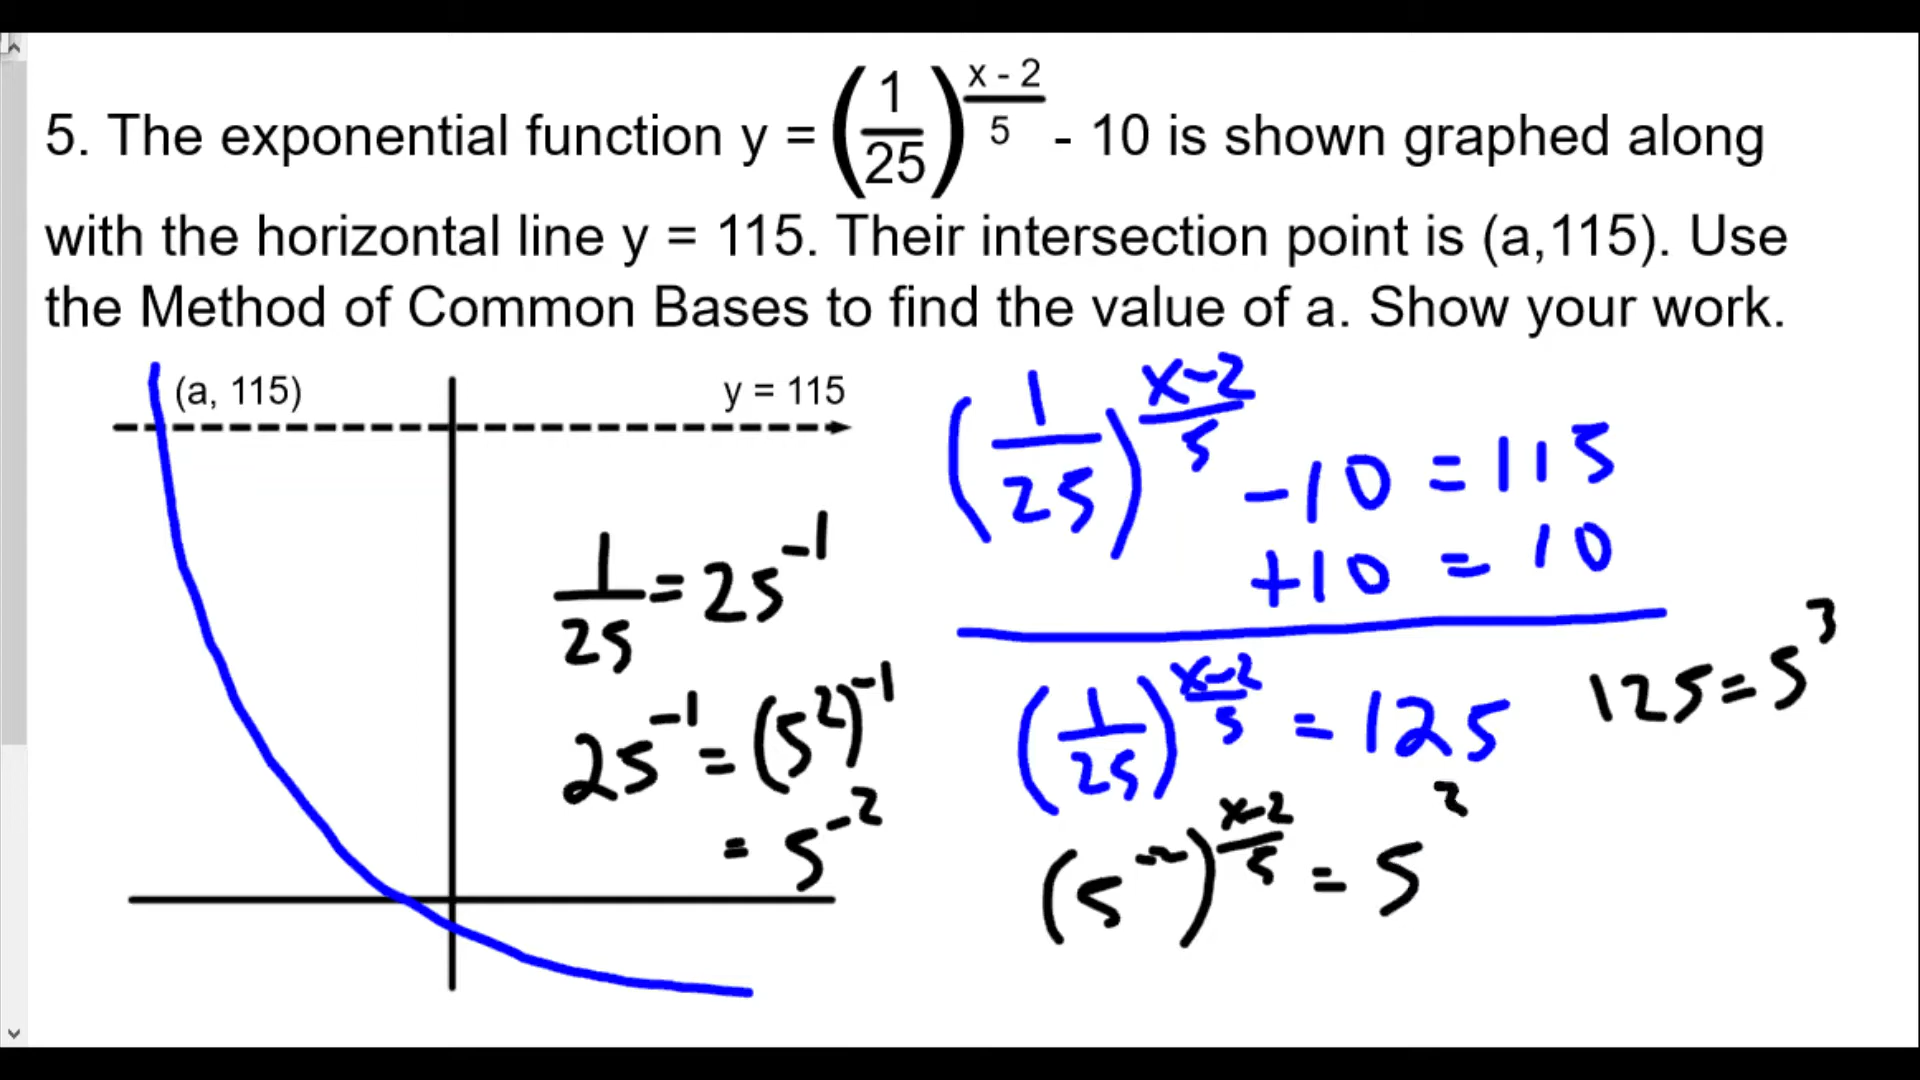 5. The exponential function y = (1/25)^((x - 2)/5) - 10 is shown graphed along
with the horizontal line y = 115. Their intersection point is (a,115). Use
the Method of Common Bases to find the value of a. Show your work.
(a, 115)
y = 115
1/25 = 25^-1
25^-1 = (5^2)^-1
= 5^-2
(1/25)^((x-2)/5) -10 = 115
+10 = 10
(1/25)^((x-2)/5) = 125
125 = 5^3
(5^-2)^((x-2)/5) = 5^2